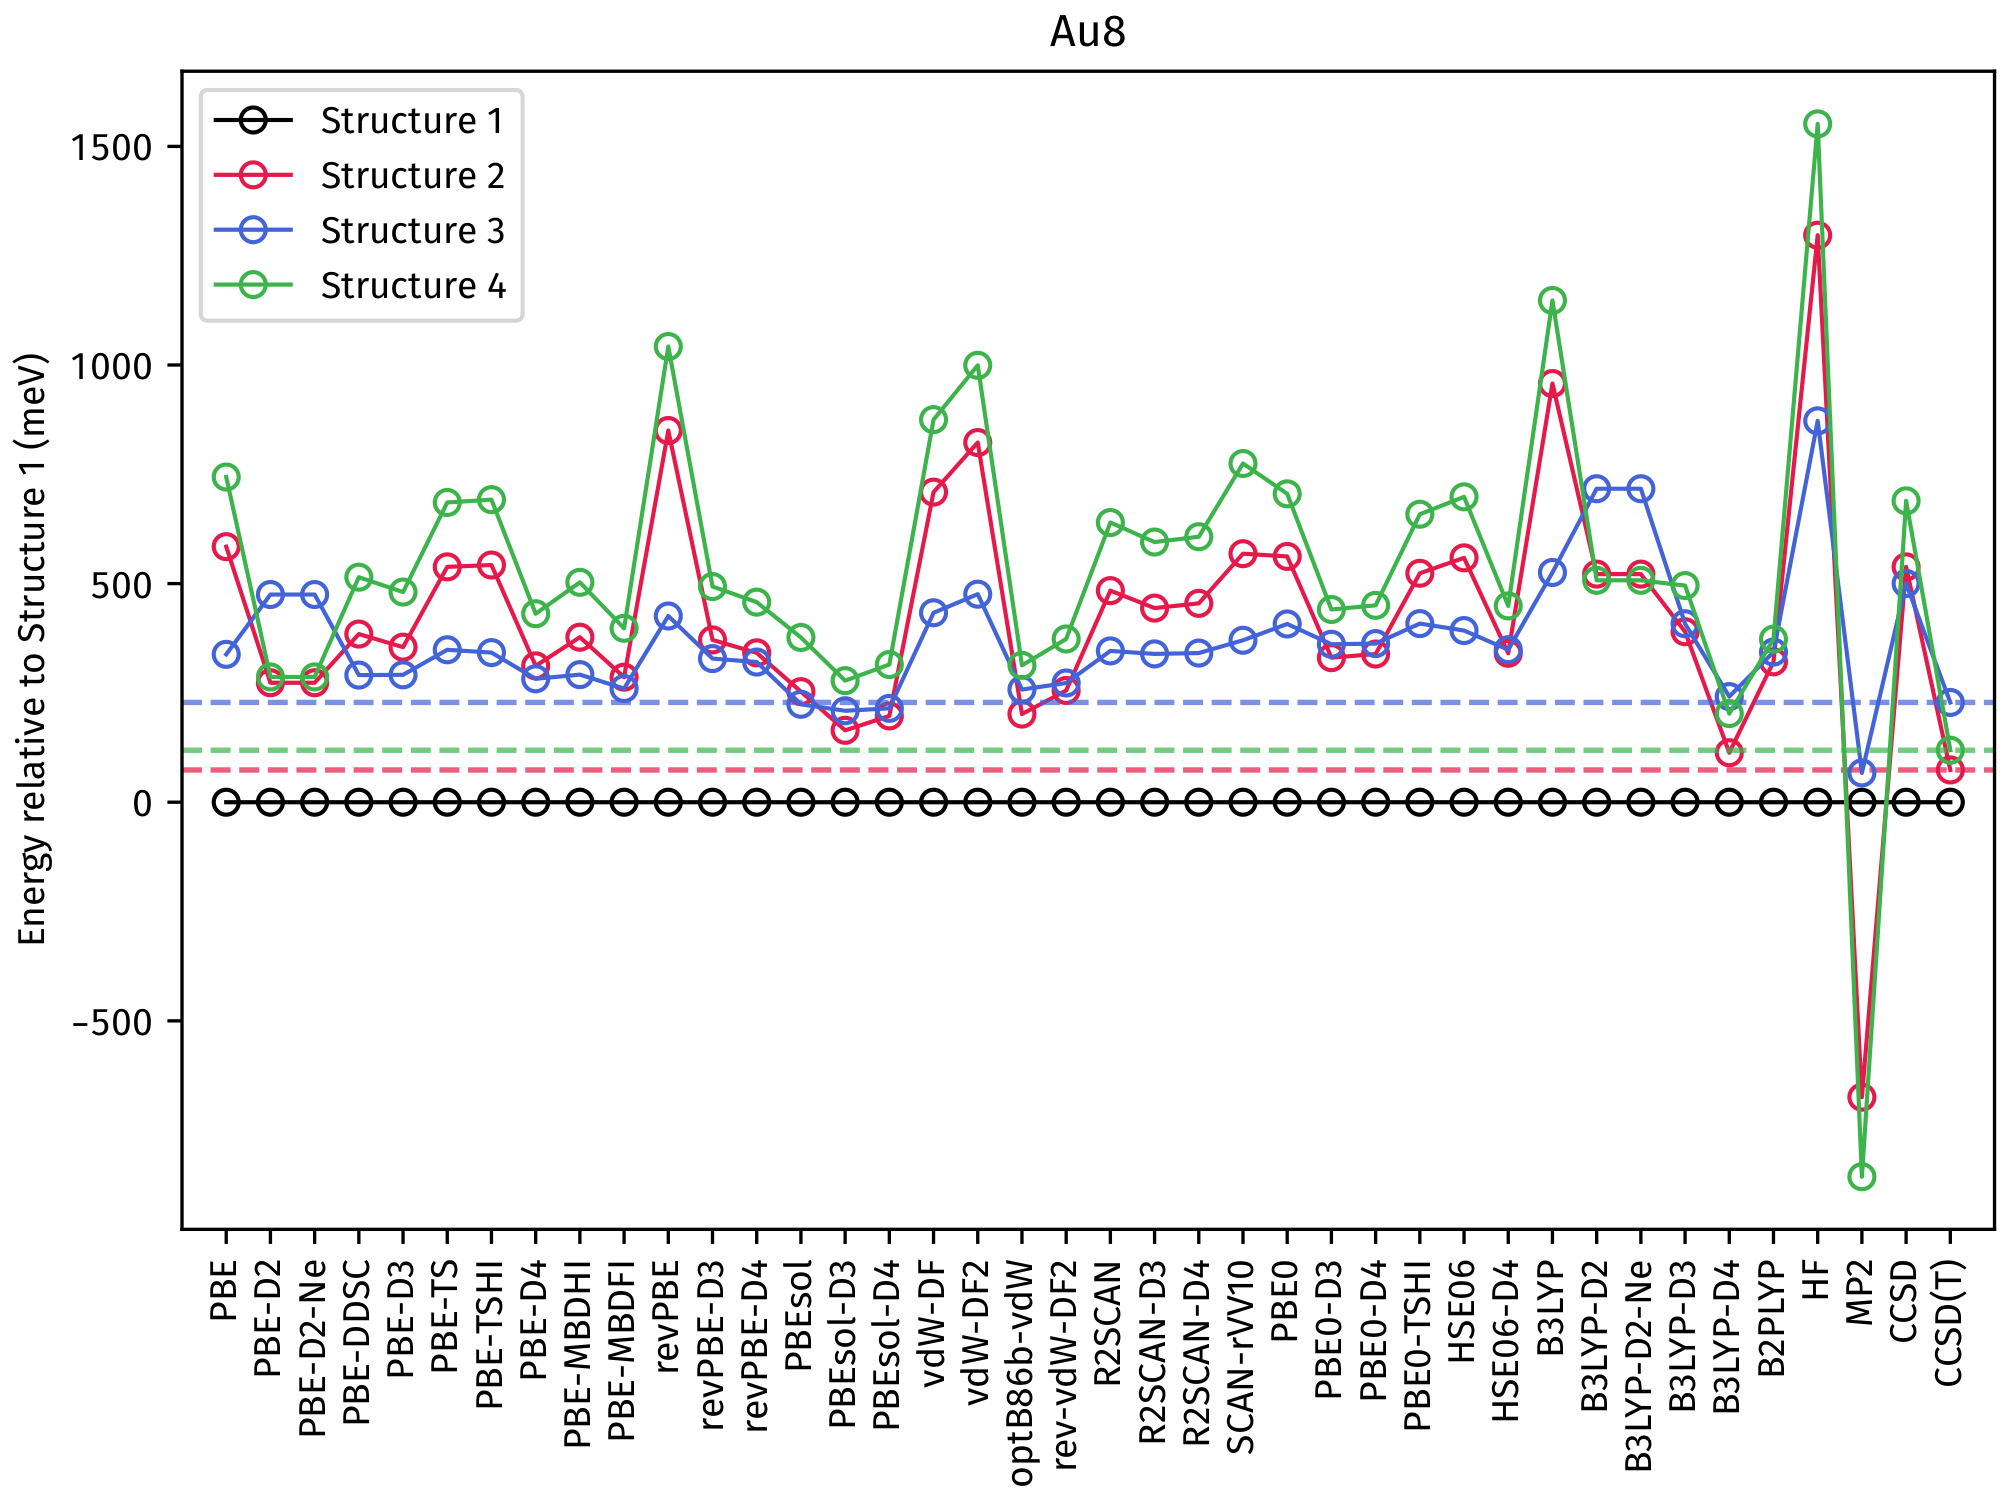 Au8
Structure 1
Structure 2
Structure 3
Structure 4
Energy relative to Structure 1 (meV)
1500
1000
500
0
−500
PBE
PBE-D2
PBE-D2-Ne
PBE-DDSC
PBE-D3
PBE-TS
PBE-TSHI
PBE-D4
PBE-MBDHI
PBE-MBDFI
revPBE
revPBE-D3
revPBE-D4
PBEsol
PBEsol-D3
PBEsol-D4
vdW-DF
vdW-DF2
optB86b-vdW
rev-vdW-DF2
R2SCAN
R2SCAN-D3
R2SCAN-D4
SCAN-rVV10
PBE0
PBE0-D3
PBE0-D4
PBE0-TSHI
HSE06
HSE06-D4
B3LYP
B3LYP-D2
B3LYP-D2-Ne
B3LYP-D3
B3LYP-D4
B2PLYP
HF
MP2
CCSD
CCSD(T)